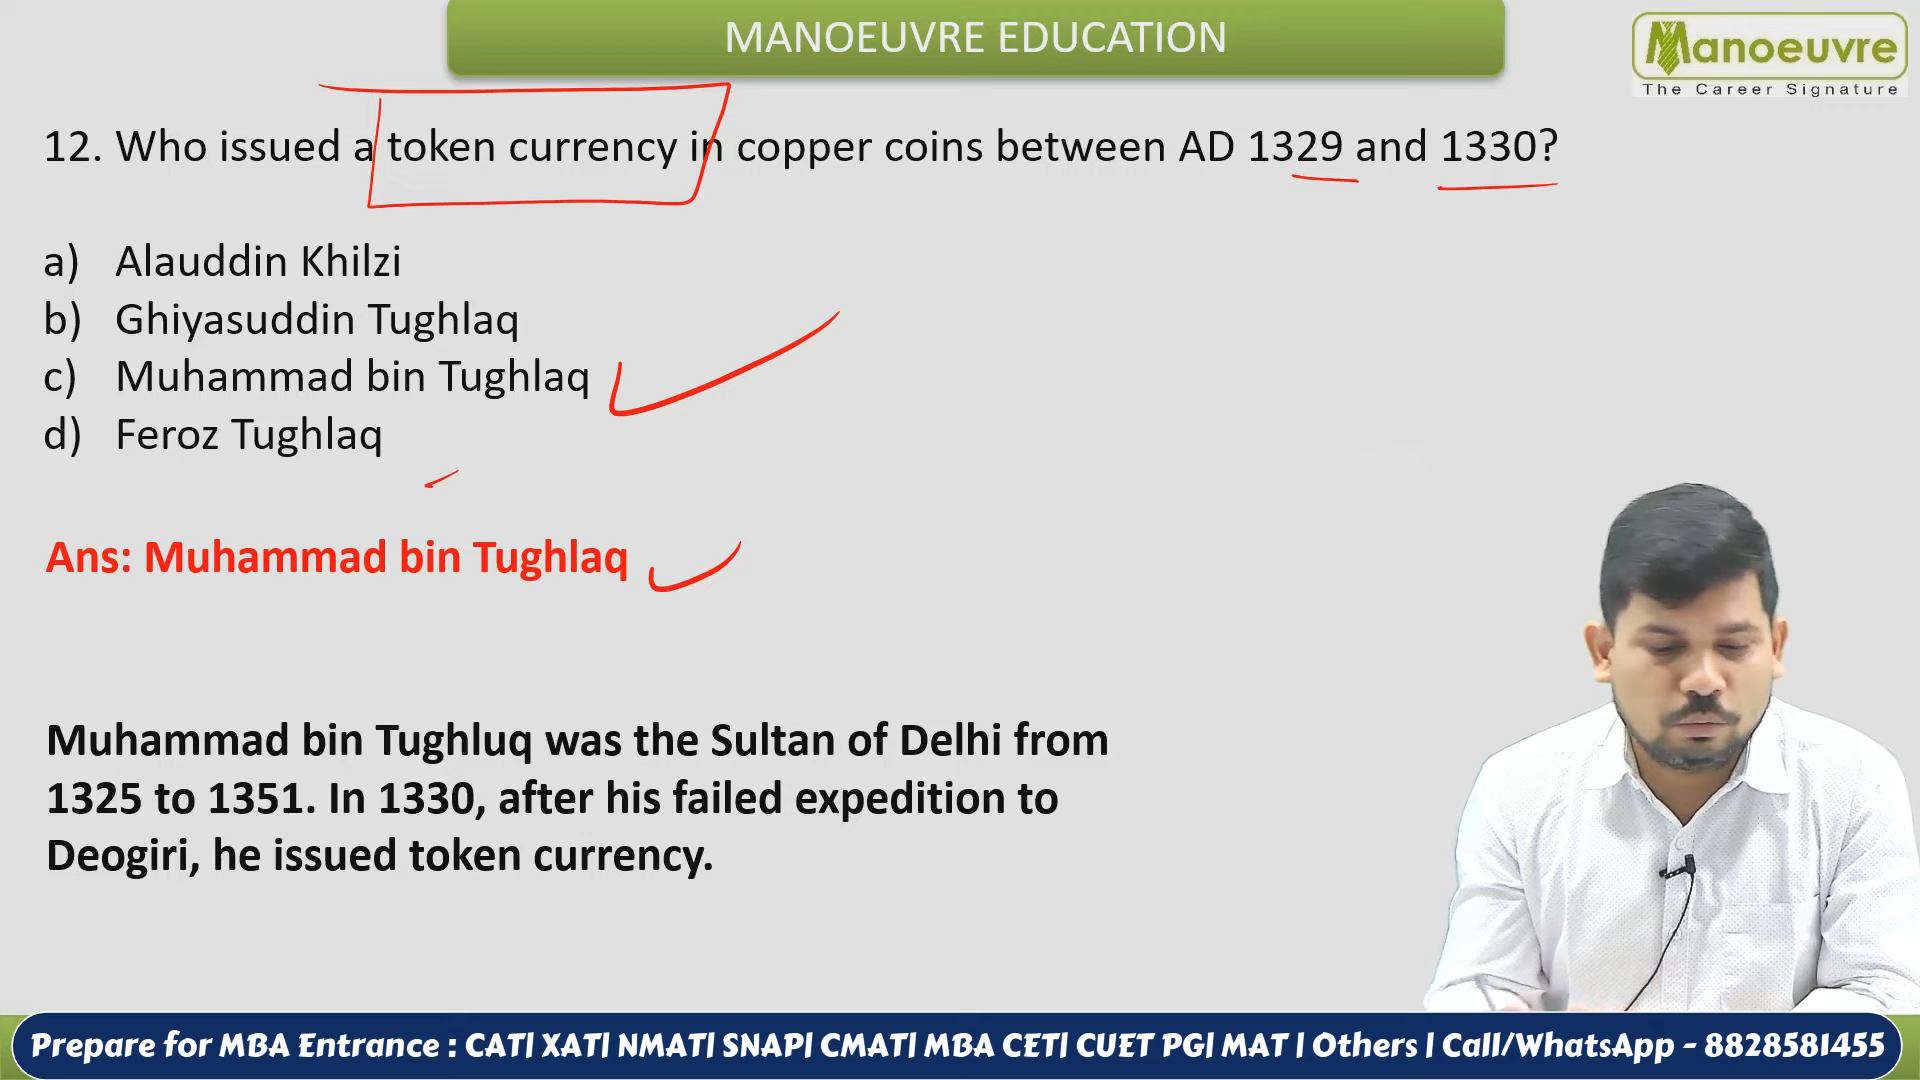 MANOEUVRE EDUCATION
Manoeuvre
The Career Signature
12. Who issued a token currency in copper coins between AD 1329 and 1330?
a) Alauddin Khilzi
b) Ghiyasuddin Tughlaq
c) Muhammad bin Tughlaq
d) Feroz Tughlaq
Ans: Muhammad bin Tughlaq
Muhammad bin Tughluq was the Sultan of Delhi from
1325 to 1351. In 1330, after his failed expedition to
Deogiri, he issued token currency.
Prepare for MBA Entrance : CAT| XAT| NMAT| SNAP| CMAT| MBA CET| CUET PG| MAT | Others | Call/WhatsApp - 8828581455